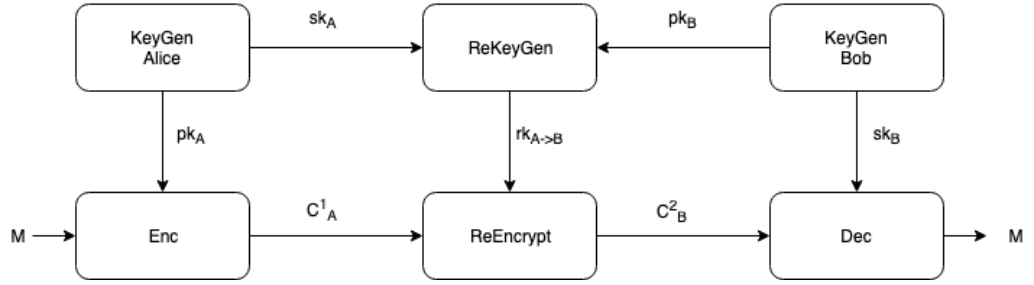 KeyGen
Alice
sk_A
ReKeyGen
pk_B
KeyGen
Bob
pk_A
rk_A->B
sk_B
M
Enc
C^1_A
ReEncrypt
C^2_B
Dec
M